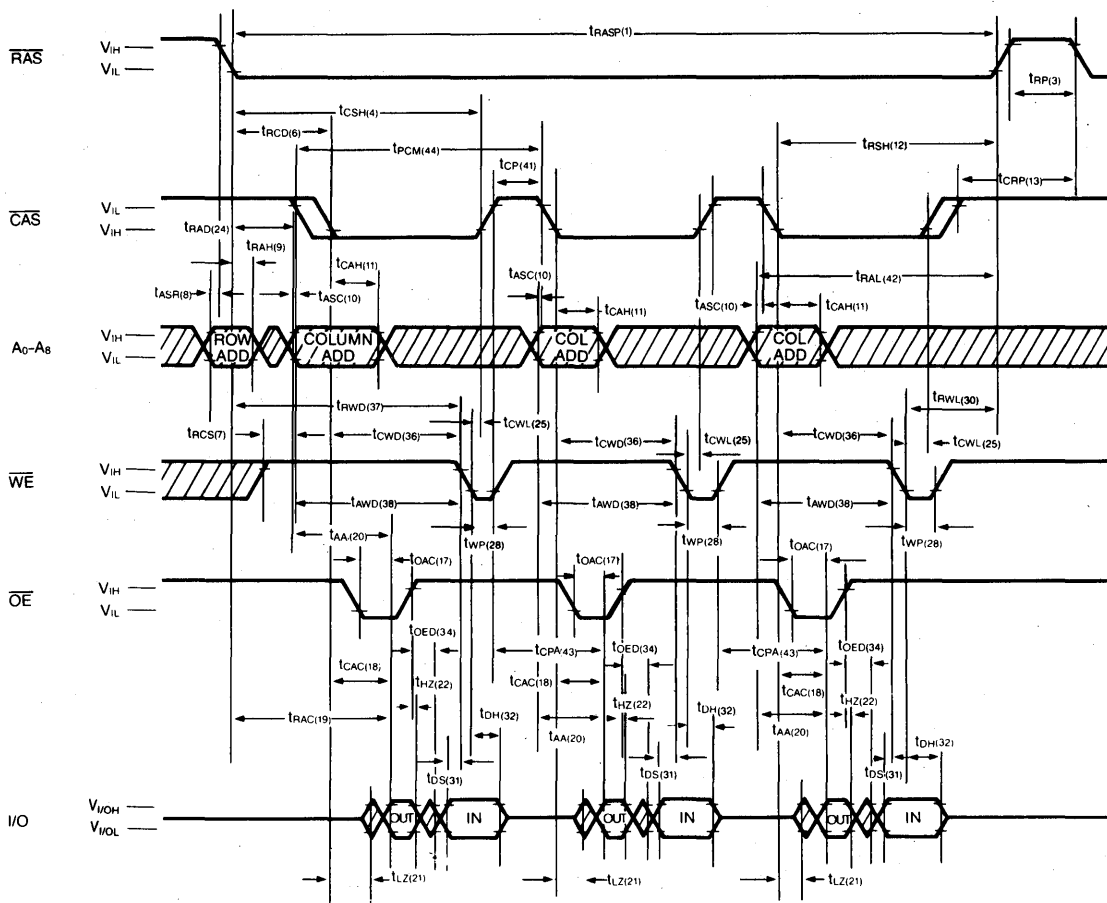 tRASP(1)
RAS VIH
VIL
tRP(3)
tCSH(4)
tRCD(6)
tPCM(44)
tRSH(12)
tCP(41)
tCRP(13)
CAS VIL
VIH
tRAD(24)
tRAH(9)
tCAH(11)
tASC(10)
tRAL(42)
tASR(8)
tASC(10)
tCAH(11)
tASC(10)
tCAH(11)
A0-A8 VIH
VIL
ROW ADD
COLUMN ADD
COL ADD
COL ADD
tRWD(37)
tRWL(30)
tRCS(7)
tCWD(36)
tCWL(25)
tCWD(36)
tCWL(25)
tCWD(36)
tCWL(25)
WE VIH
VIL
tAWD(38)
tAWD(38)
tAWD(38)
tAA(20)
tWP(28)
tWP(28)
tWP(28)
tOAC(17)
tOAC(17)
tOAC(17)
OE VIH
VIL
tOED(34)
tCPA(43)
tOED(34)
tCPA(43)
tOED(34)
tCAC(18)
tHZ(22)
tCAC(18)
tHZ(22)
tCAC(18)
tHZ(22)
tRAC(19)
tDH(32)
tAA(20)
tDH(32)
tAA(20)
tDH(32)
tDS(31)
tDS(31)
tDS(31)
I/O VI/OH
VI/OL
OUT
IN
OUT
IN
OUT
IN
tLZ(21)
tLZ(21)
tLZ(21)